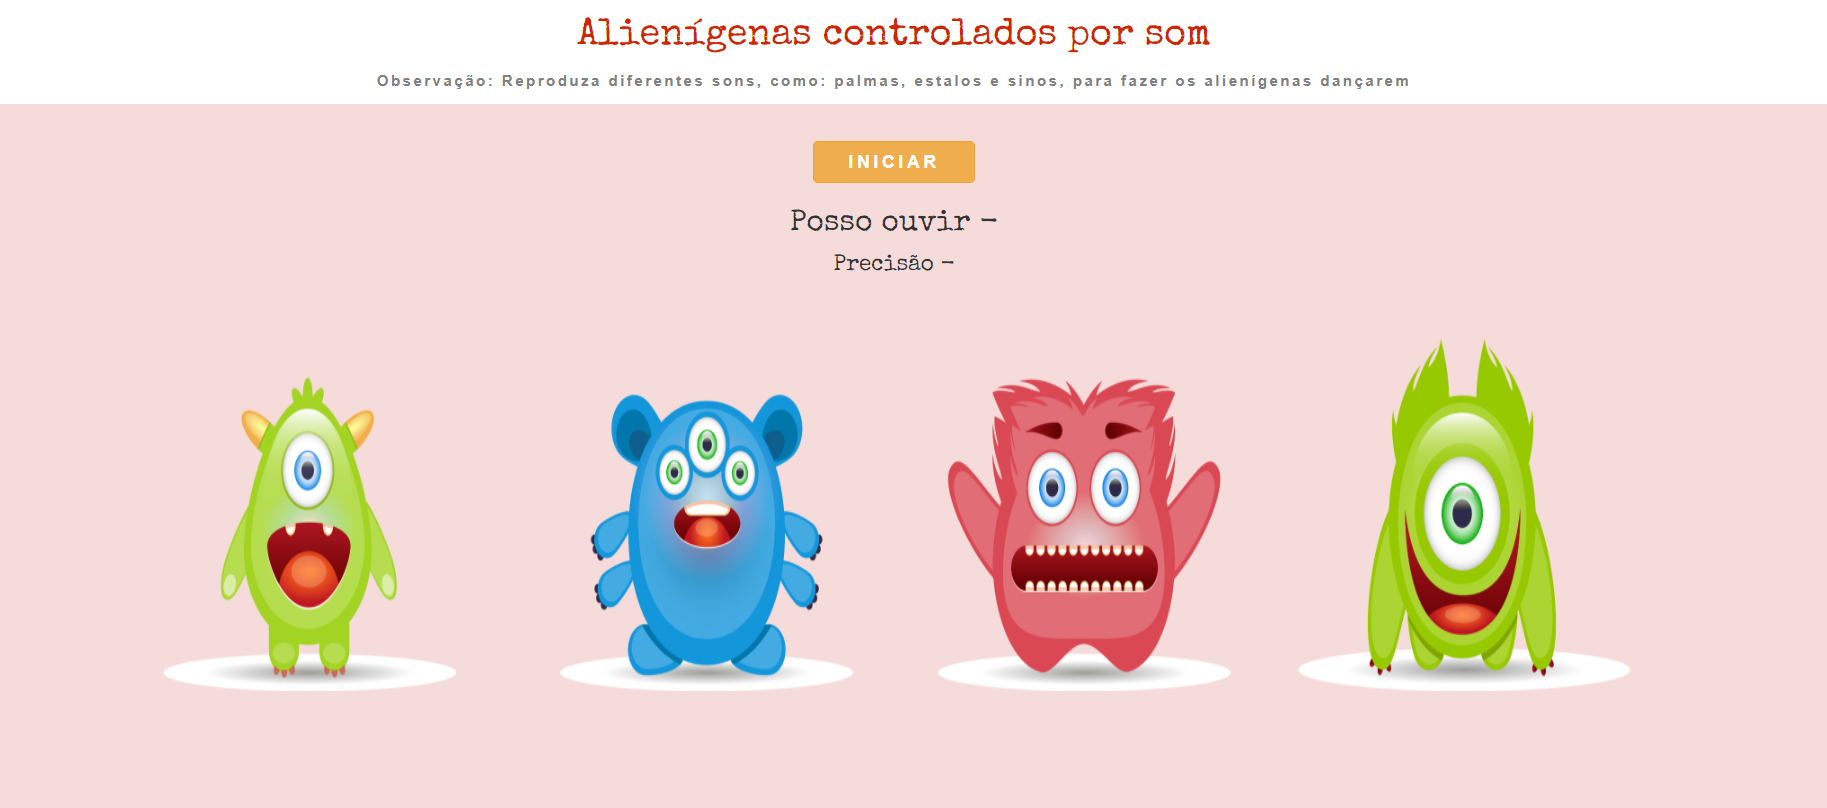 Alienígenas controlados por som
Observação: Reproduza diferentes sons, como: palmas, estalos e sinos, para fazer os alienígenas dançarem
INICIAR
Posso ouvir -
Precisão -